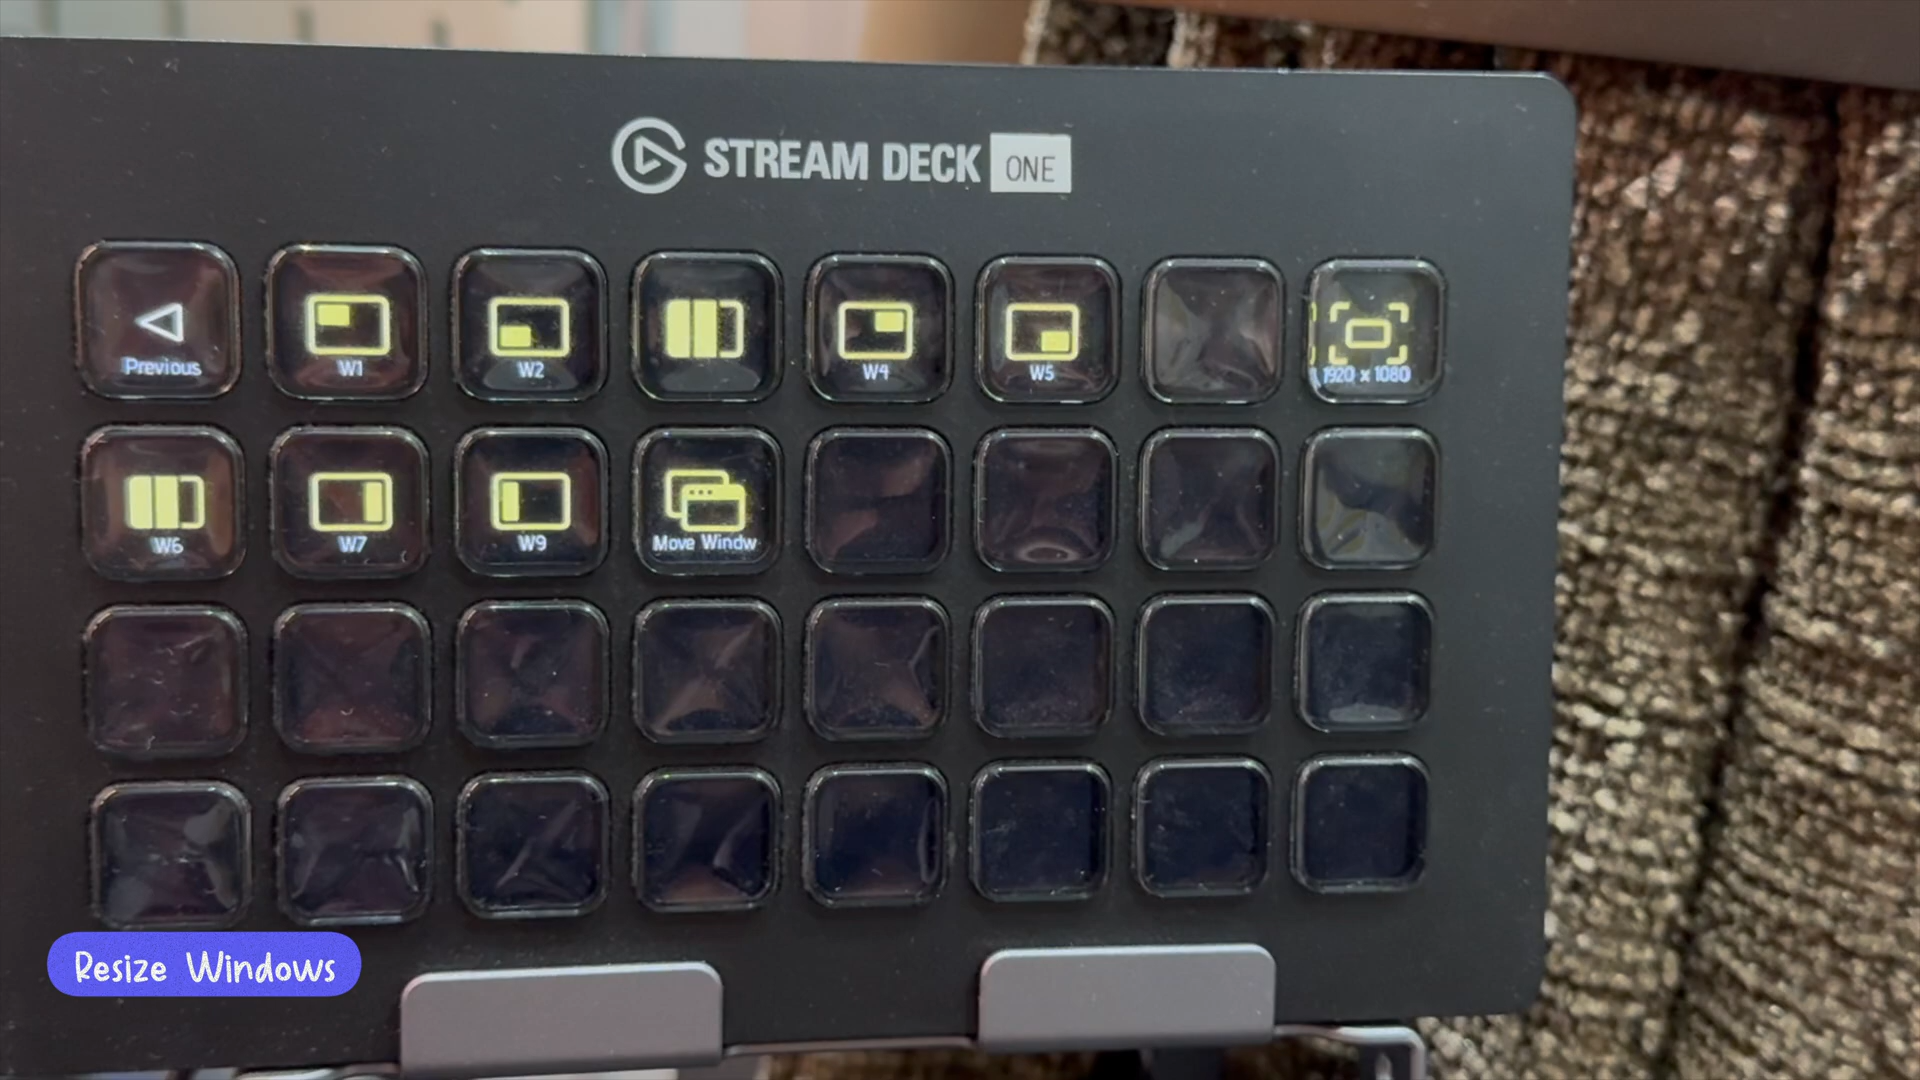 STREAM DECK ONE
Previous
W1
W2
W4
W5
1920 x 1080
W6
W7
W9
Move Windw
Resize Windows